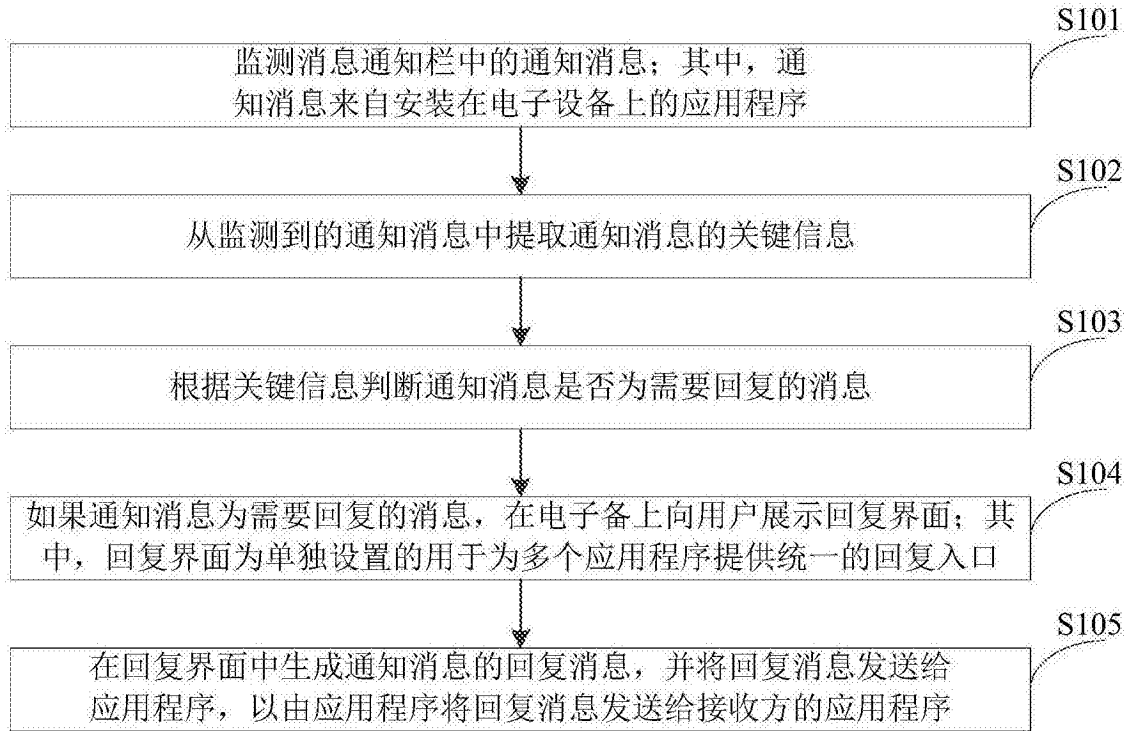 S101
监测消息通知栏中的通知消息；其中，通
知消息来自安装在电子设备上的应用程序
S102
从监测到的通知消息中提取通知消息的关键信息
S103
根据关键信息判断通知消息是否为需要回复的消息
S104
如果通知消息为需要回复的消息，在电子备上向用户展示回复界面；其
中，回复界面为单独设置的用于为多个应用程序提供统一的回复入口
S105
在回复界面中生成通知消息的回复消息，并将回复消息发送给
应用程序，以由应用程序将回复消息发送给接收方的应用程序